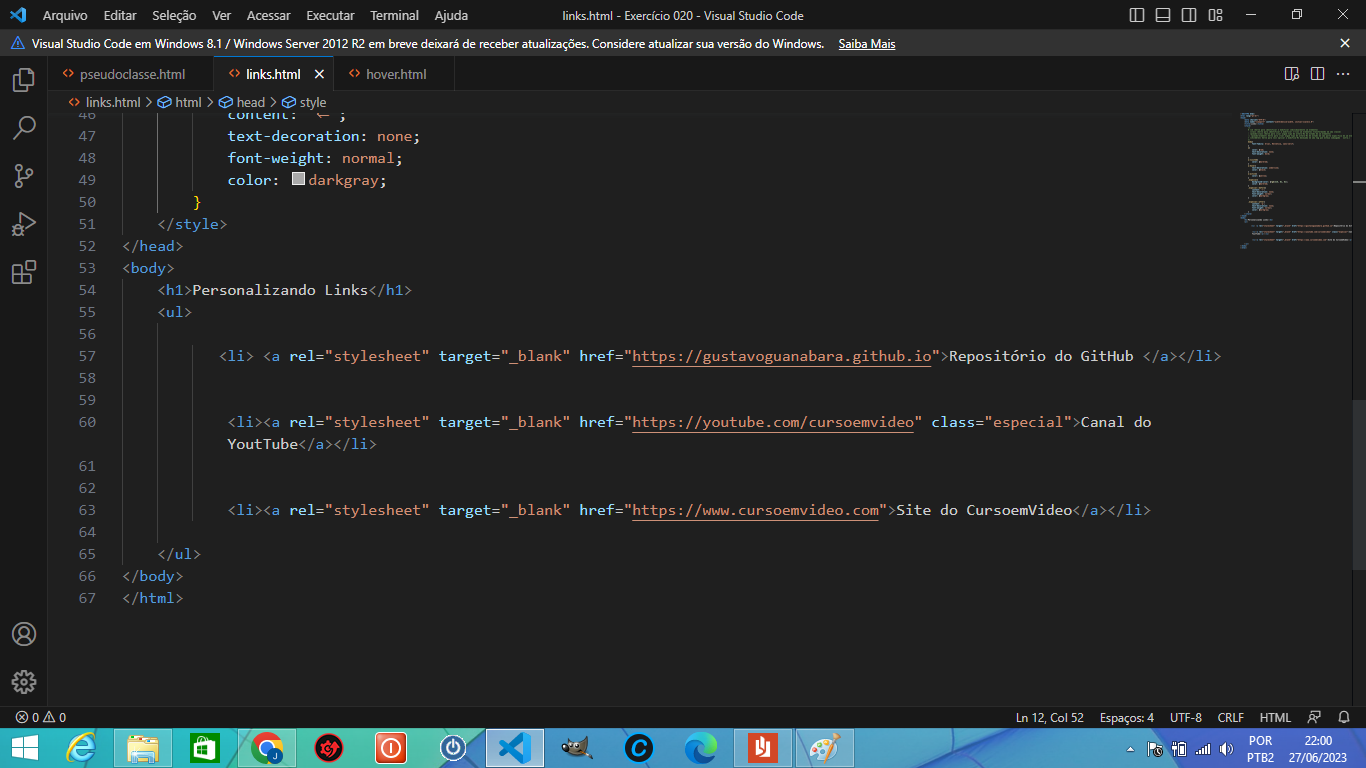 Arquivo Editar Seleção Ver Acessar Executar Terminal Ajuda links.html - Exercício 020 - Visual Studio Code
Visual Studio Code em Windows 8.1 / Windows Server 2012 R2 em breve deixará de receber atualizações. Considere atualizar sua versão do Windows. Saiba Mais
pseudoclasse.html links.html hover.html
links.html > html > head > style
46 content: '←';
47 text-decoration: none;
48 font-weight: normal;
49 color: darkgray;
50 }
51 </style>
52 </head>
53 <body>
54 <h1>Personalizando Links</h1>
55 <ul>
56
57 <li> <a rel="stylesheet" target="_blank" href="https://gustavoguanabara.github.io">Repositório do GitHub </a></li>
58
59
60 <li><a rel="stylesheet" target="_blank" href="https://youtube.com/cursoemvideo" class="especial">Canal do
YoutTube</a></li>
61
62
63 <li><a rel="stylesheet" target="_blank" href="https://www.cursoemvideo.com">Site do CursoemVideo</a></li>
64
65 </ul>
66 </body>
67 </html>
0 0 Ln 12, Col 52 Espaços: 4 UTF-8 CRLF HTML
POR 22:00
PTB2 27/06/2023